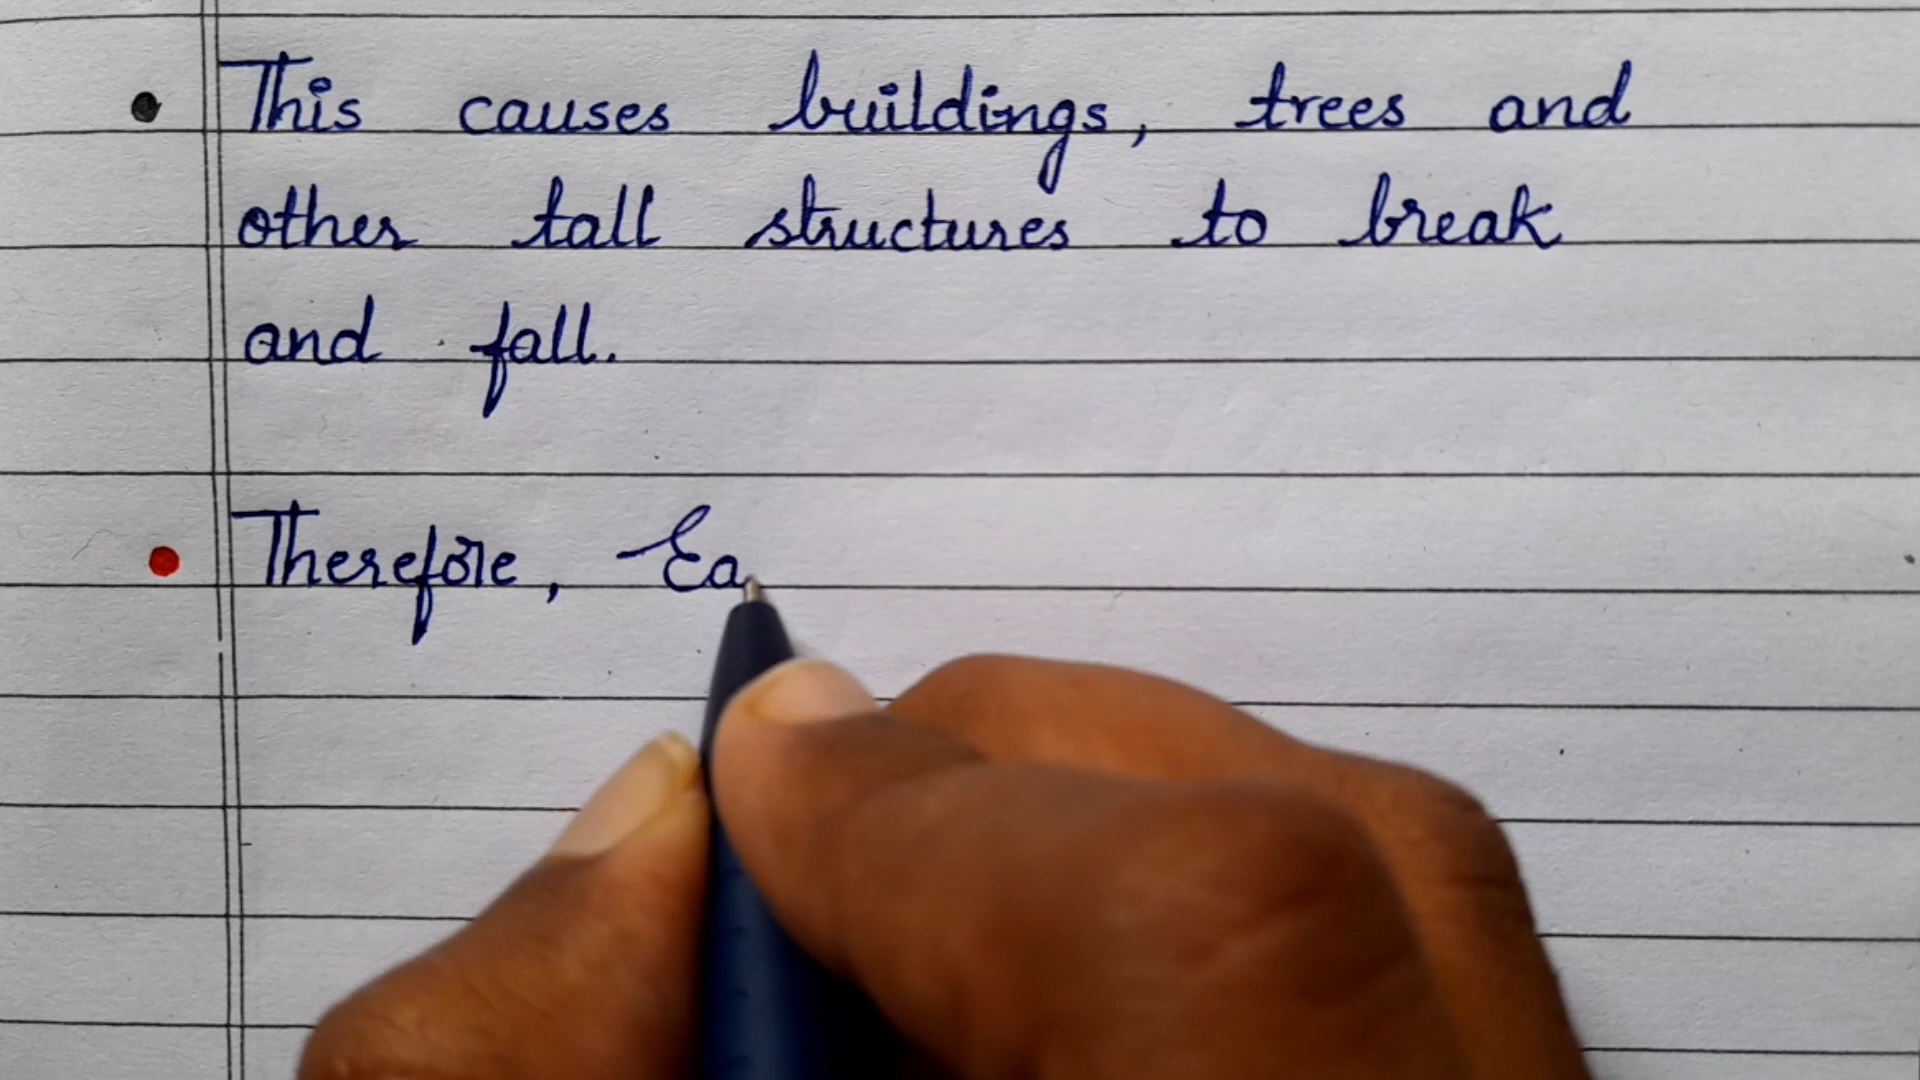 This causes buildings, trees and
other tall structures to break
and fall.
Therefore, Ea